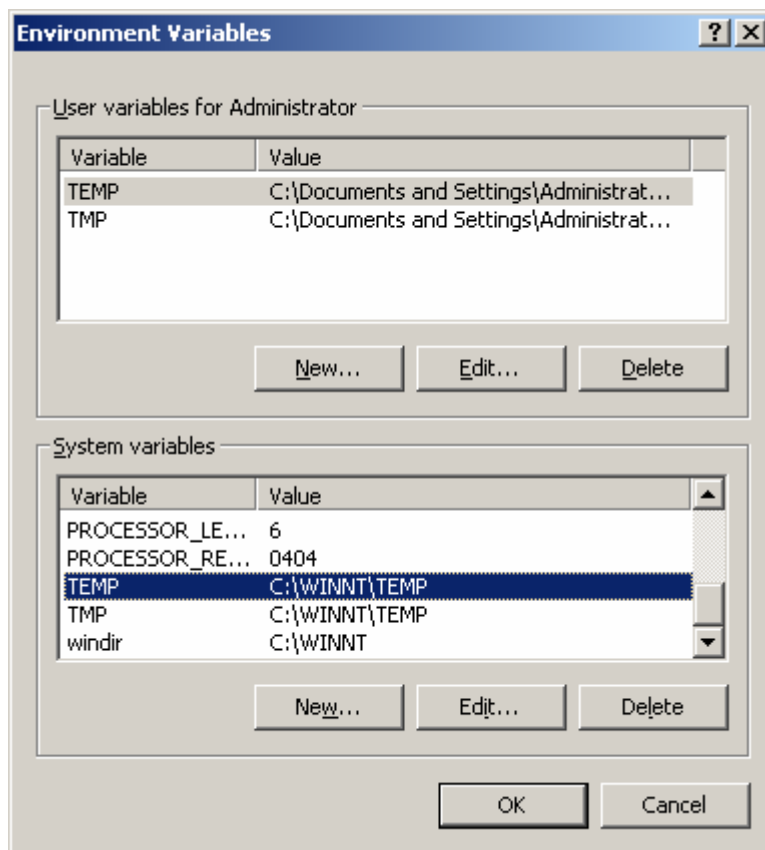 Environment Variables
User variables for Administrator
Variable Value
TEMP C:\Documents and Settings\Administrat...
TMP C:\Documents and Settings\Administrat...
New... Edit... Delete
System variables
Variable Value
PROCESSOR_LE... 6
PROCESSOR_RE... 0404
TEMP C:\WINNT\TEMP
TMP C:\WINNT\TEMP
windir C:\WINNT
New... Edit... Delete
OK Cancel